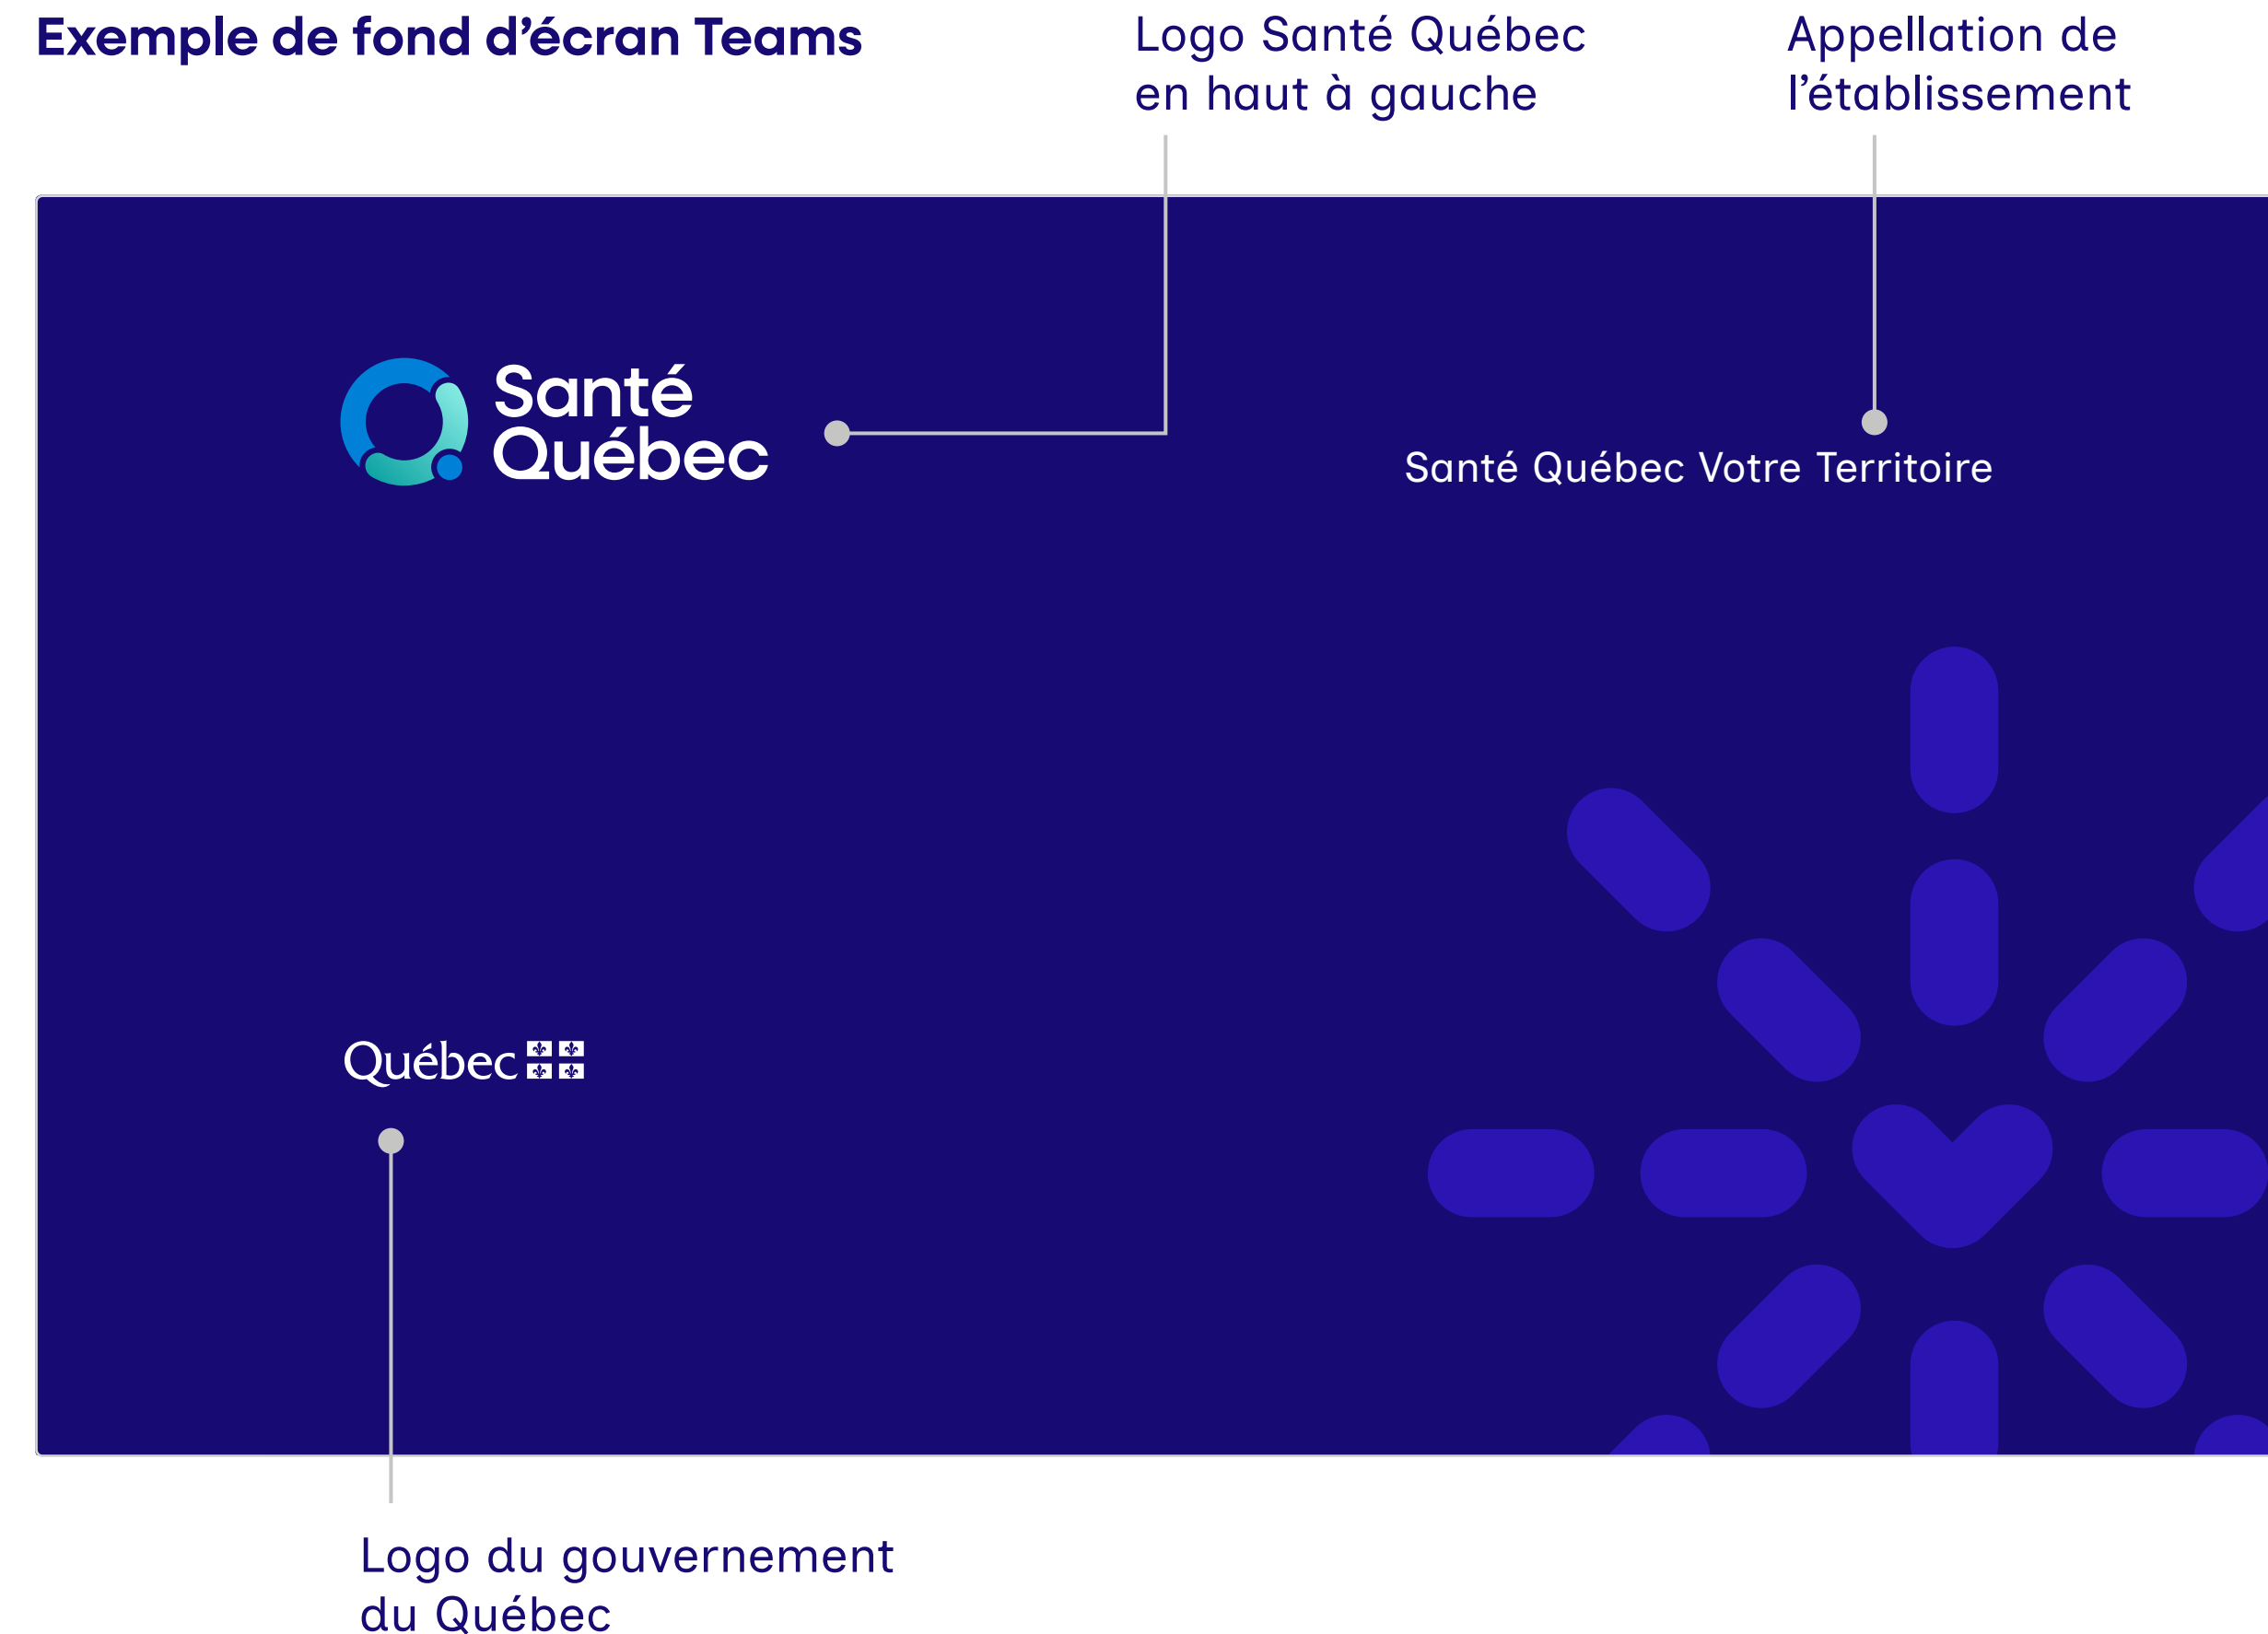 Exemple de fond d’écran Teams
Logo Santé Québec
en haut à gauche
Appellation de
l’établissement
Santé
Québec
Santé Québec Votre Territoire
Québec
Logo du gouvernement
du Québec